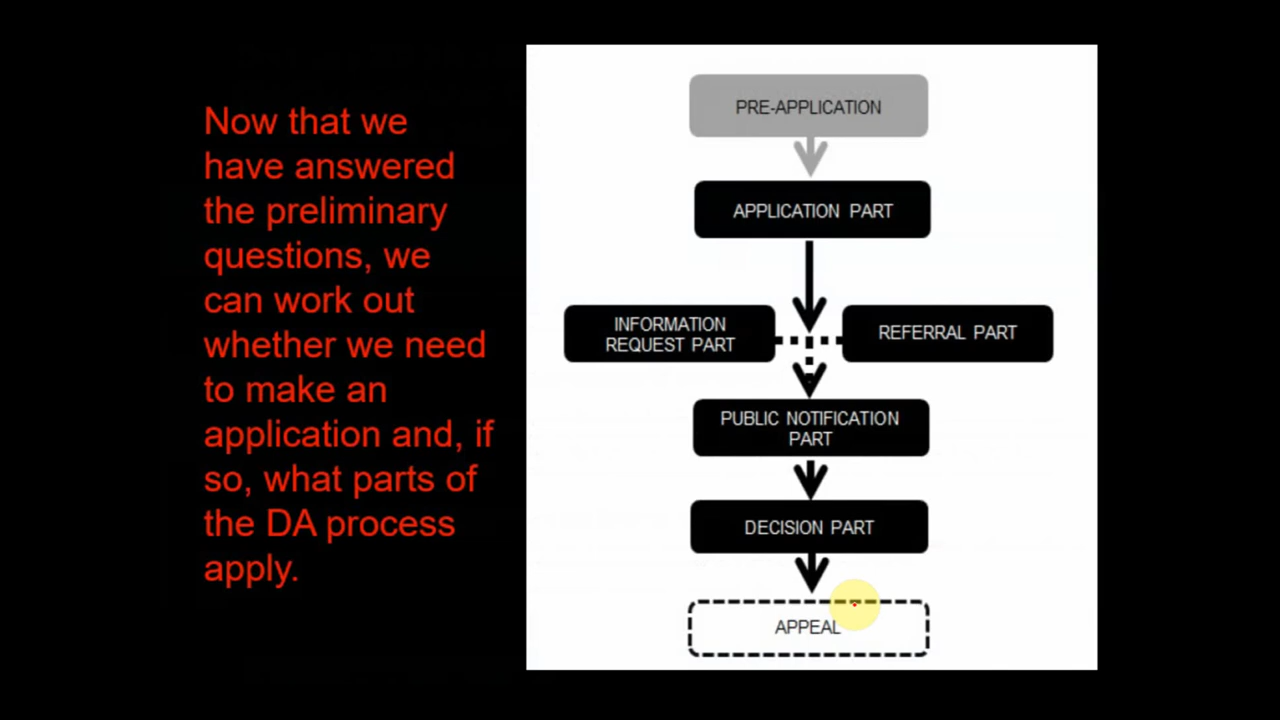 Now that we
have answered
the preliminary
questions, we
can work out
whether we need
to make an
application and, if
so, what parts of
the DA process
apply.
PRE-APPLICATION
APPLICATION PART
INFORMATION
REQUEST PART
REFERRAL PART
PUBLIC NOTIFICATION
PART
DECISION PART
APPEAL